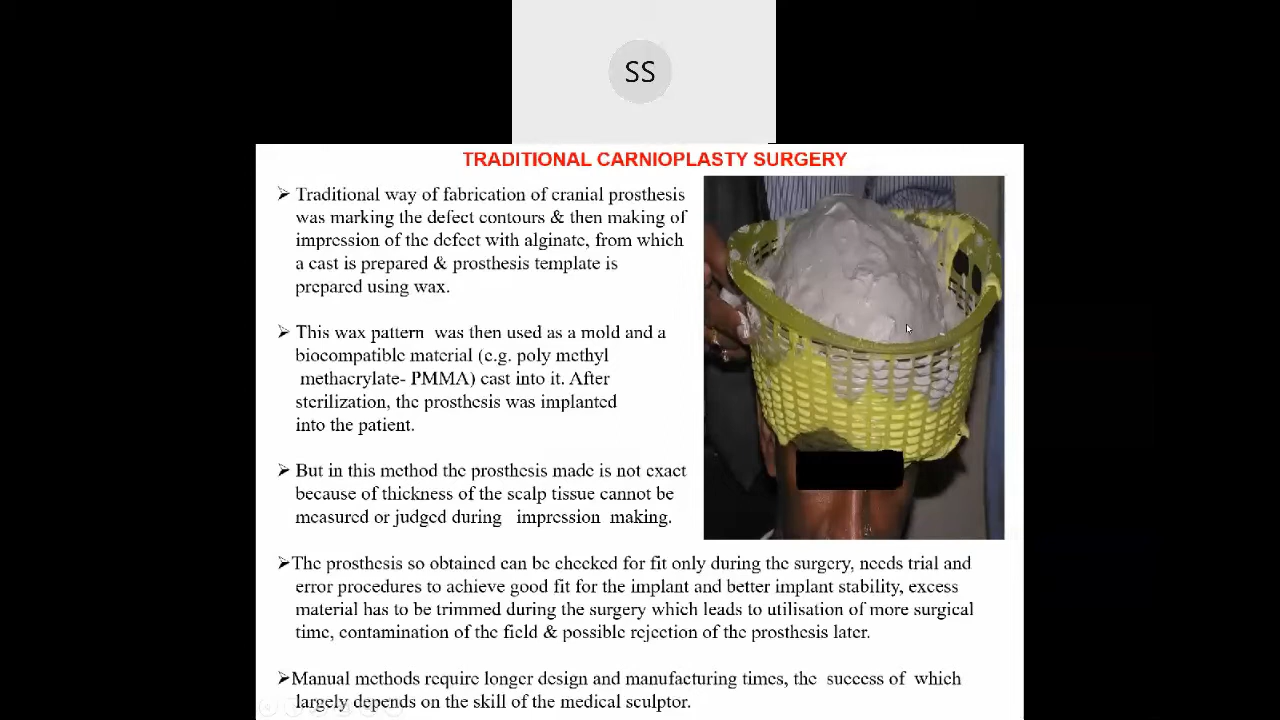 SS
TRADITIONAL CARNIOPLASTY SURGERY
➢ Traditional way of fabrication of cranial prosthesis
was marking the defect contours & then making of
impression of the defect with alginate, from which
a cast is prepared & prosthesis template is
prepared using wax.
➢ This wax pattern was then used as a mold and a
biocompatible material (e.g. poly methyl
methacrylate- PMMA) cast into it. After
sterilization, the prosthesis was implanted
into the patient.
➢ But in this method the prosthesis made is not exact
because of thickness of the scalp tissue cannot be
measured or judged during impression making.
➢The prosthesis so obtained can be checked for fit only during the surgery, needs trial and
error procedures to achieve good fit for the implant and better implant stability, excess
material has to be trimmed during the surgery which leads to utilisation of more surgical
time, contamination of the field & possible rejection of the prosthesis later.
➢Manual methods require longer design and manufacturing times, the success of which
largely depends on the skill of the medical sculptor.